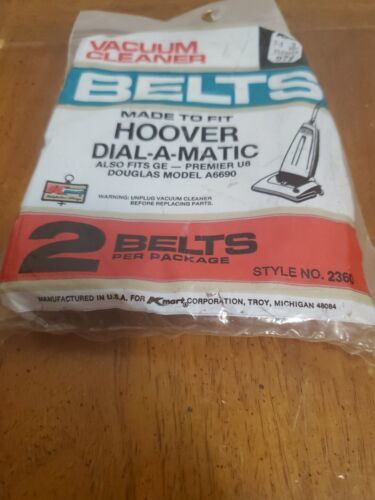 VACUUM
CLEANER
BELTS
MADE TO FIT
HOOVER
DIAL-A-MATIC
ALSO FITS GE — PREMIER U8
DOUGLAS MODEL A6690
WARNING: UNPLUG VACUUM CLEANER
BEFORE REPLACING PARTS.
2 BELTS
PER PACKAGE
STYLE NO. 2360
MANUFACTURED IN U.S.A. FOR Kmart CORPORATION, TROY, MICHIGAN 48084